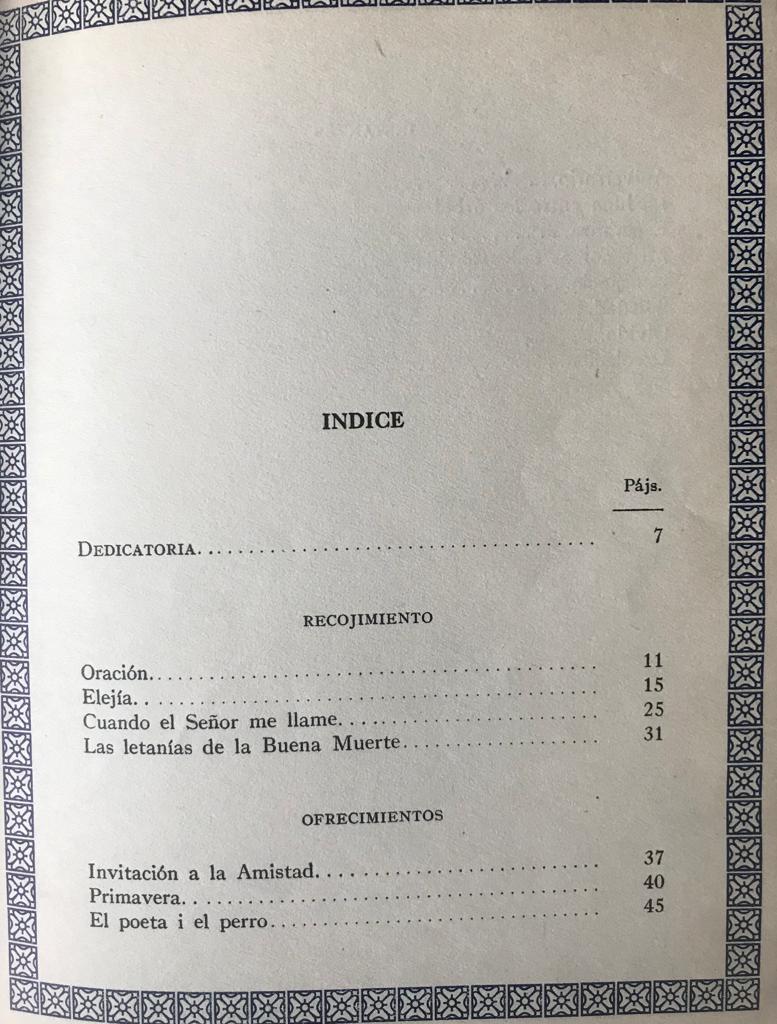 INDICE
Pájs.
DEDICATORIA. . . . . . . . . . . . . . . . . . . . . . . . . . . . . . 7
RECOJIMIENTO
Oración. . . . . . . . . . . . . . . . . . . . . . . . . . . . . . 11
Elejía. . . . . . . . . . . . . . . . . . . . . . . . . . . . . . 15
Cuando el Señor me llame. . . . . . . . . . . . . . . . . . 25
Las letanías de la Buena Muerte. . . . . . . . . . . . . . 31
OFRECIMIENTOS
Invitación a la Amistad. . . . . . . . . . . . . . . . . . . . 37
Primavera. . . . . . . . . . . . . . . . . . . . . . . . . . . . 40
El poeta i el perro. . . . . . . . . . . . . . . . . . . . . . 45